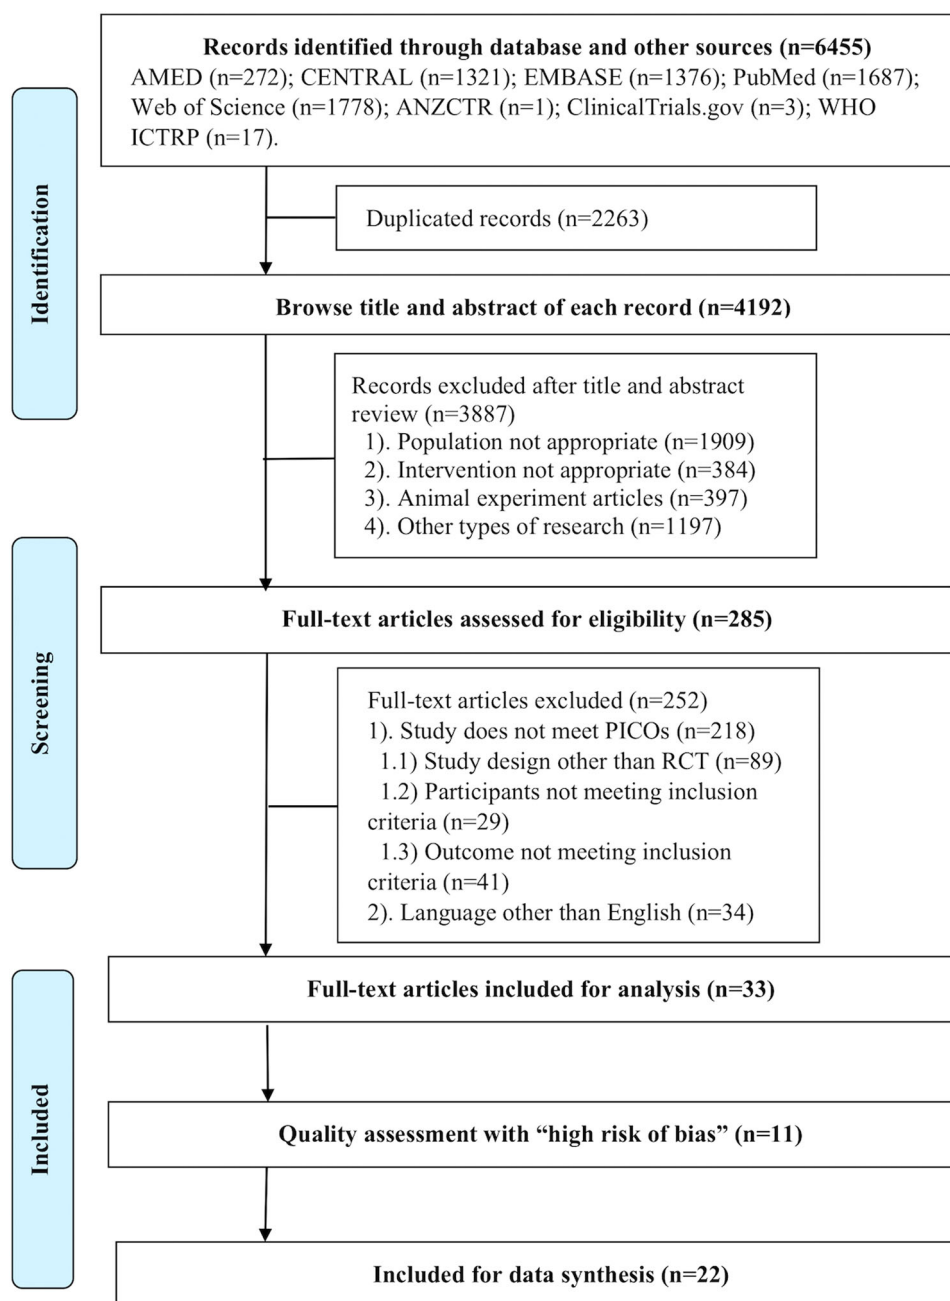 Records identified through database and other sources (n=6455)
AMED (n=272); CENTRAL (n=1321); EMBASE (n=1376); PubMed (n=1687);
Web of Science (n=1778); ANZCTR (n=1); ClinicalTrials.gov (n=3); WHO
ICTRP (n=17).
Identification
Duplicated records (n=2263)
Browse title and abstract of each record (n=4192)
Records excluded after title and abstract
review (n=3887)
1). Population not appropriate (n=1909)
2). Intervention not appropriate (n=384)
3). Animal experiment articles (n=397)
4). Other types of research (n=1197)
Screening
Full-text articles assessed for eligibility (n=285)
Full-text articles excluded (n=252)
1). Study does not meet PICOs (n=218)
1.1) Study design other than RCT (n=89)
1.2) Participants not meeting inclusion
criteria (n=29)
1.3) Outcome not meeting inclusion
criteria (n=41)
2). Language other than English (n=34)
Included
Full-text articles included for analysis (n=33)
Quality assessment with “high risk of bias” (n=11)
Included for data synthesis (n=22)